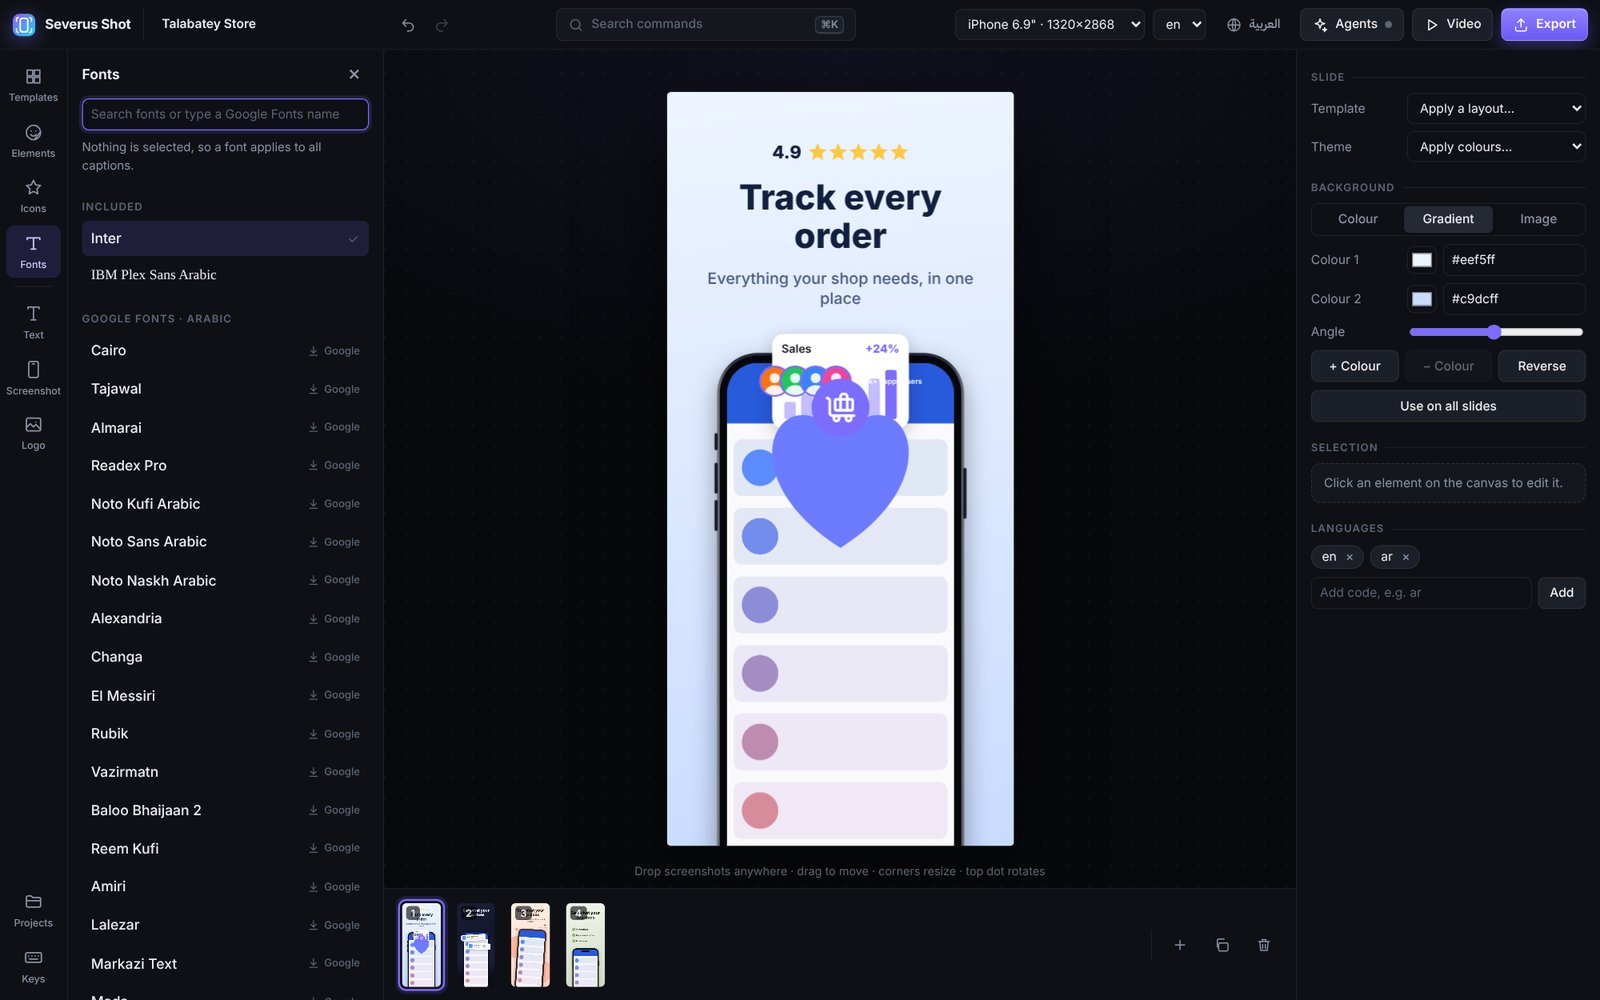 Severus Shot
Talabatey Store
Search commands
⌘K
iPhone 6.9" · 1320×2868
en
العربية
Agents
Video
Export
Templates
Elements
Icons
Fonts
Text
Screenshot
Logo
Projects
Keys
Fonts
Search fonts or type a Google Fonts name
Nothing is selected, so a font applies to all
captions.
INCLUDED
Inter
IBM Plex Sans Arabic
GOOGLE FONTS · ARABIC
Cairo Google
Tajawal Google
Almarai Google
Readex Pro Google
Noto Kufi Arabic Google
Noto Sans Arabic Google
Noto Naskh Arabic Google
Alexandria Google
Changa Google
El Messiri Google
Rubik Google
Vazirmatn Google
Baloo Bhaijaan 2 Google
Reem Kufi Google
Amiri Google
Lalezar Google
Markazi Text Google
4.9
Track every
order
Everything your shop needs, in one
place
Sales +24%
Drop screenshots anywhere · drag to move · corners resize · top dot rotates
1
2
3
4
SLIDE
Template Apply a layout...
Theme Apply colours...
BACKGROUND
Colour Gradient Image
Colour 1 #eef5ff
Colour 2 #c9dcff
Angle
+ Colour − Colour Reverse
Use on all slides
SELECTION
Click an element on the canvas to edit it.
LANGUAGES
en × ar ×
Add code, e.g. ar Add